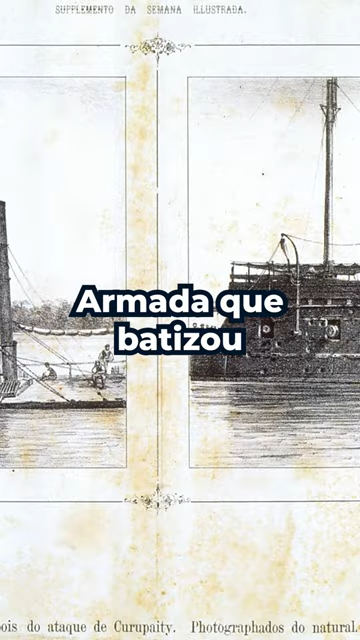 SUPPLEMENTO DA SEMANA ILLUSTRADA.
Armada que
batizou
ois do ataque de Curupaity. Photographados do natural.